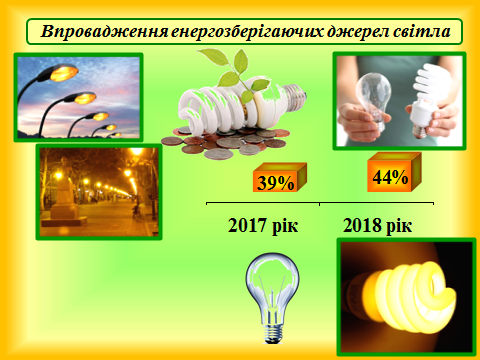 Впровадження енергозберігаючих джерел світла
39%
44%
2017 рік
2018 рік